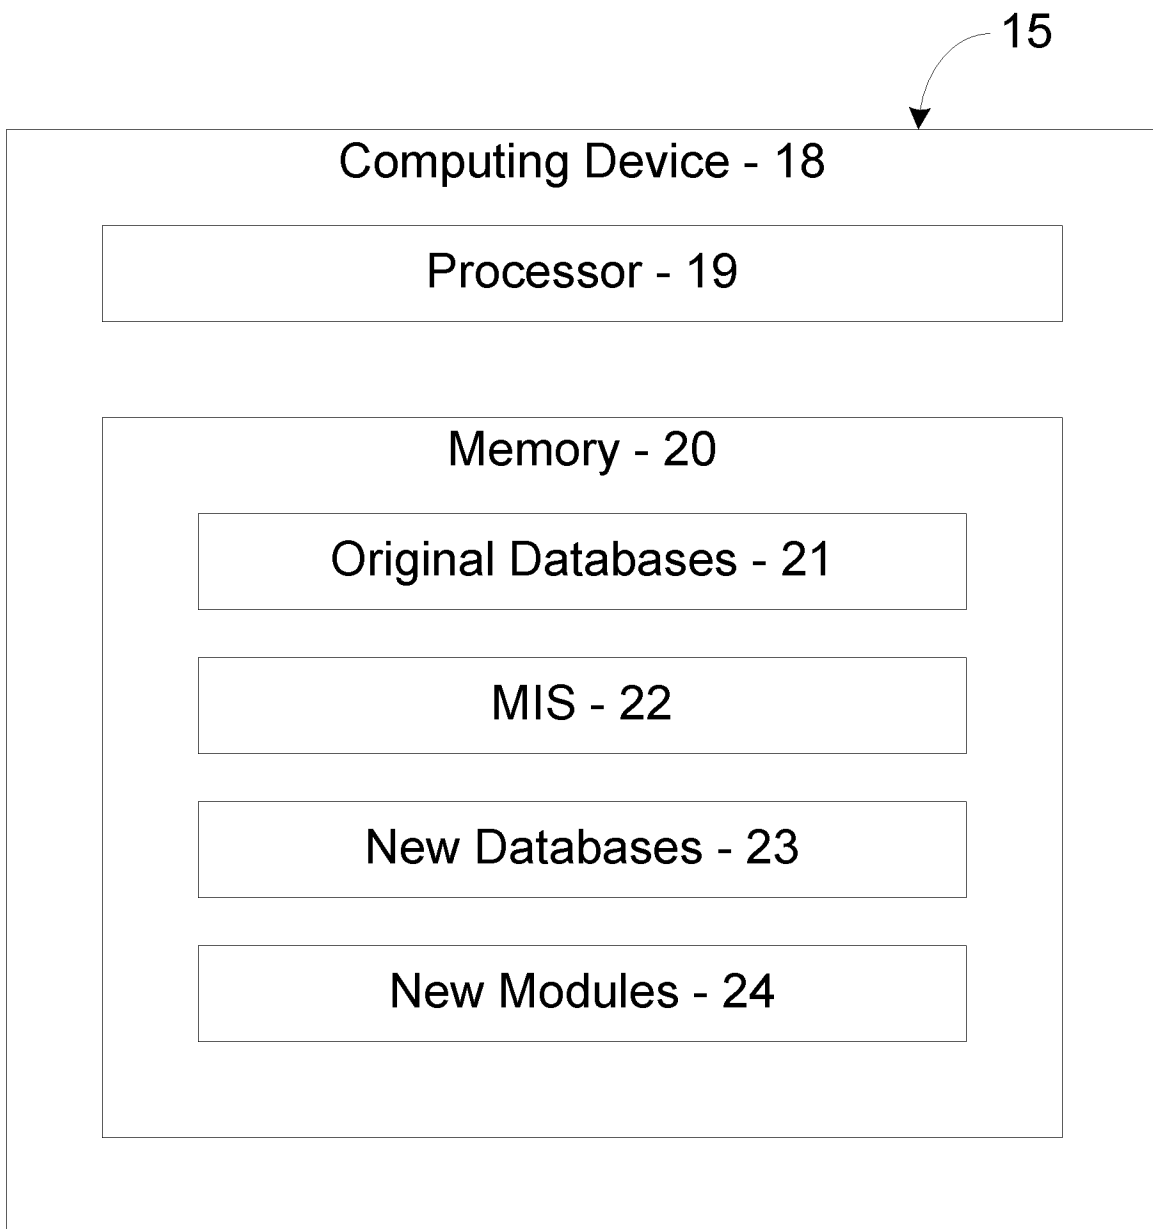 15
Computing Device - 18
Processor - 19
Memory - 20
Original Databases - 21
MIS - 22
New Databases - 23
New Modules - 24